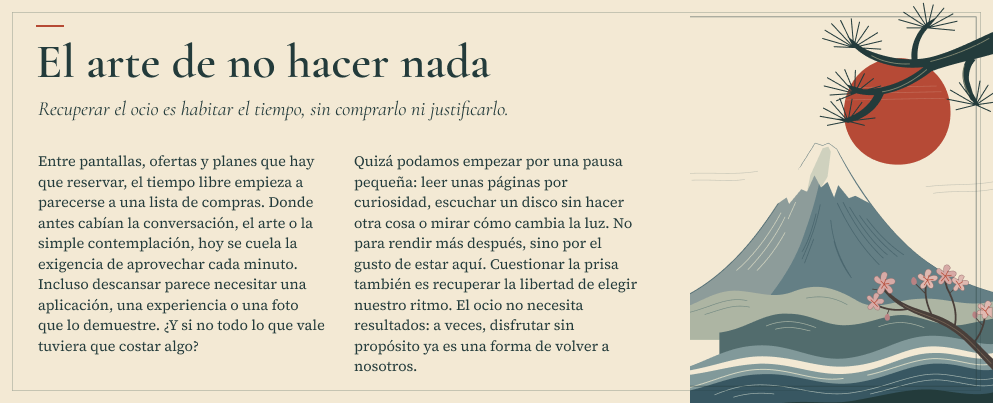 El arte de no hacer nada
Recuperar el ocio es habitar el tiempo, sin comprarlo ni justificarlo.
Entre pantallas, ofertas y planes que hay
que reservar, el tiempo libre empieza a
parecerse a una lista de compras. Donde
antes cabían la conversación, el arte o la
simple contemplación, hoy se cuela la
exigencia de aprovechar cada minuto.
Incluso descansar parece necesitar una
aplicación, una experiencia o una foto
que lo demuestre. ¿Y si no todo lo que vale
tuviera que costar algo?
Quizá podamos empezar por una pausa
pequeña: leer unas páginas por
curiosidad, escuchar un disco sin hacer
otra cosa o mirar cómo cambia la luz. No
para rendir más después, sino por el
gusto de estar aquí. Cuestionar la prisa
también es recuperar la libertad de elegir
nuestro ritmo. El ocio no necesita
resultados: a veces, disfrutar sin
propósito ya es una forma de volver a
nosotros.